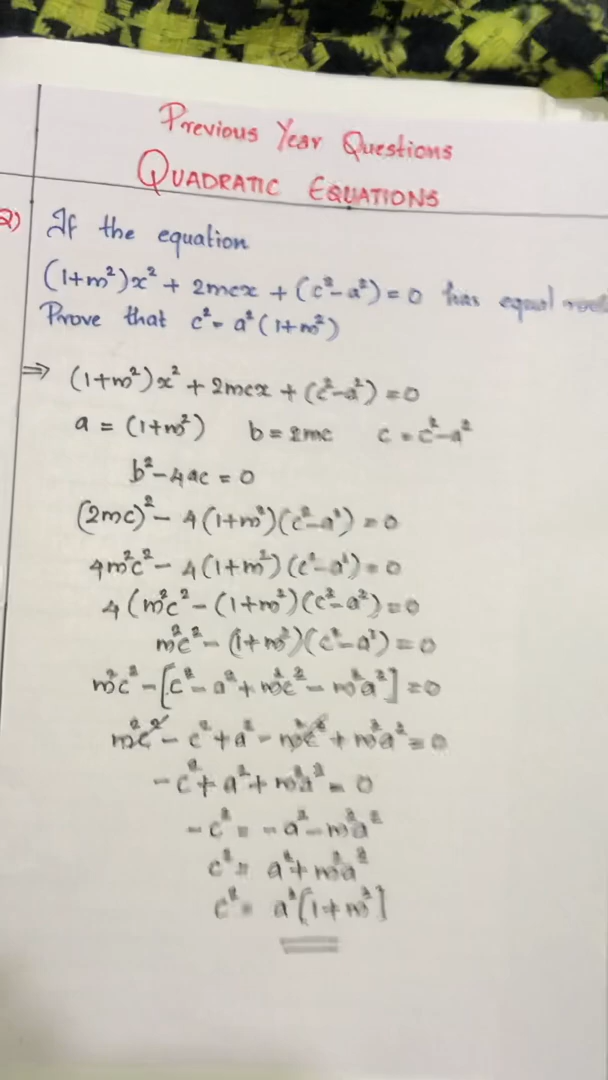 Previous Year Questions
QUADRATIC EQUATIONS
2) If the equation
(1+m²)x² + 2mcx + (c²-a²) = 0 has equal
Prove that c² = a²(1+m²)
⇒ (1+m²)x² + 2mcx + (c²-a²) = 0
a = (1+m²) b = 2mc c = c²-a²
b²-4ac = 0
(2mc)² - 4(1+m²)(c²-a²) = 0
4m²c² - 4(1+m²)(c²-a²) = 0
4(m²c² - (1+m²)(c²-a²) = 0
m²c² - (1+m²)(c²-a²) = 0
m²c² - [c² - a² + m²c² - m²a²] = 0
m²c² - c² + a² - m²c² + m²a² = 0
-c² + a² + m²a² = 0
-c² = -a² - m²a²
c² = a² + m²a²
c² = a²[1+m²]